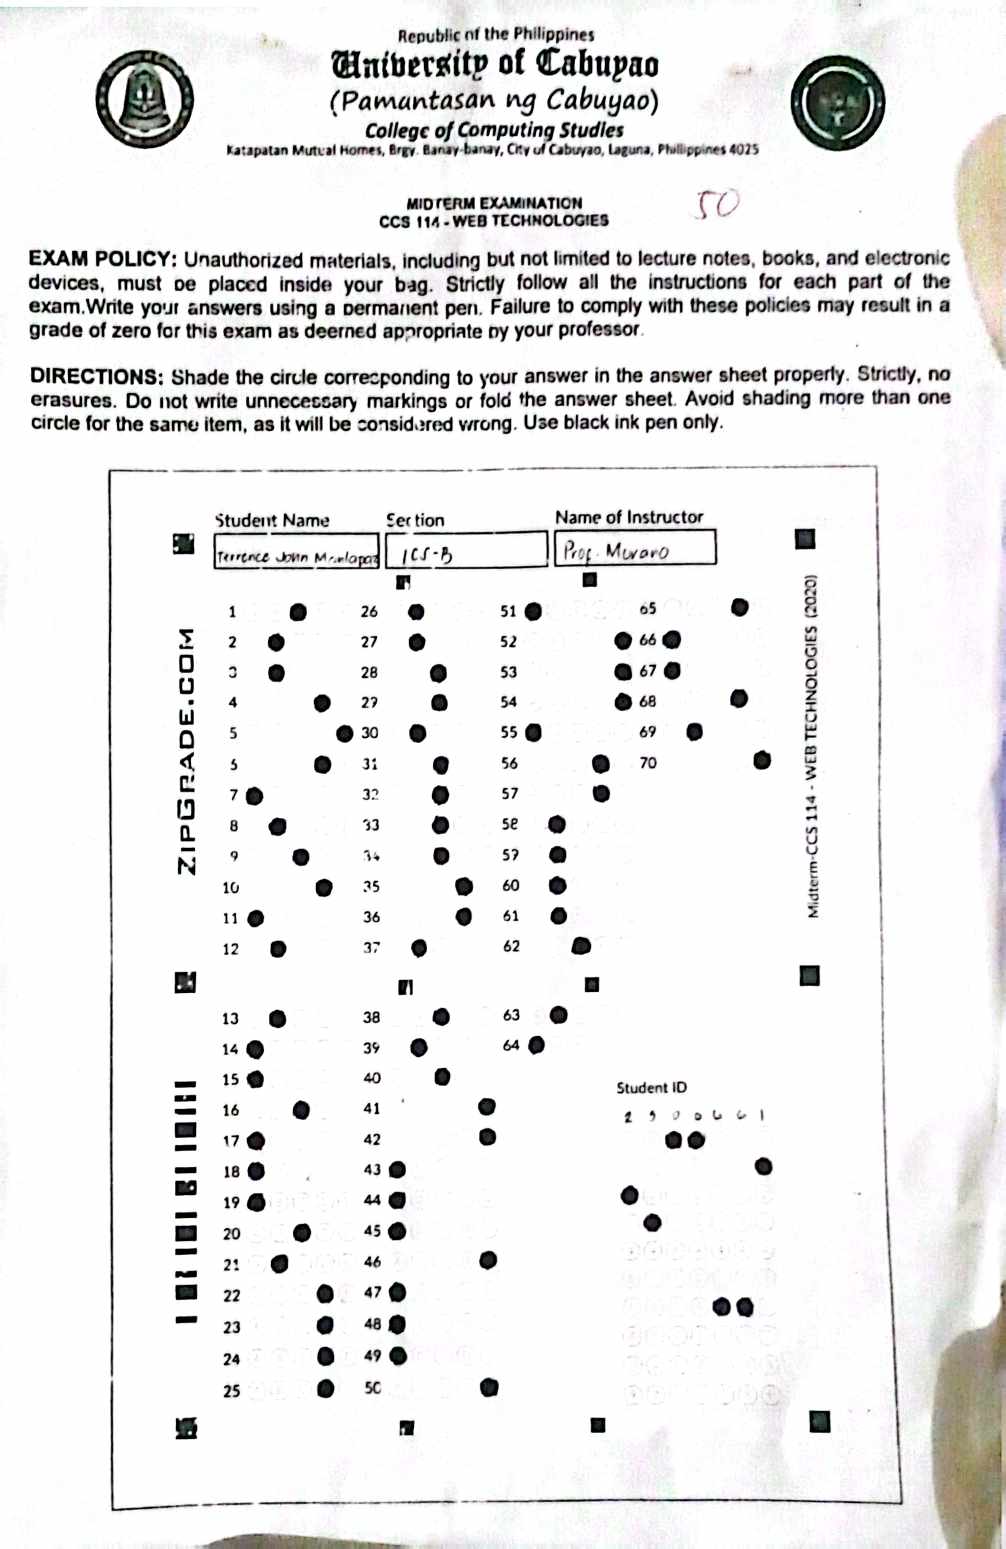 Republic of the Philippines
University of Cabuyao
(Pamantasan ng Cabuyao)
College of Computing Studies
Katapatan Mutual Homes, Brgy. Banay-banay, City of Cabuyao, Laguna, Phillippines 4025
MIDTERM EXAMINATION
50
CCS 114 - WEB TECHNOLOGIES
EXAM POLICY: Unauthorized materials, including but not limited to lecture notes, books, and electronic
devices, must be placed inside your bag. Strictly follow all the instructions for each part of the
exam.Write your answers using a permanent pen. Failure to comply with these policies may result in a
grade of zero for this exam as deemed appropriate by your professor.
DIRECTIONS: Shade the circle corresponding to your answer in the answer sheet properly. Strictly, no
erasures. Do not write unnecessary markings or fold the answer sheet. Avoid shading more than one
circle for the same item, as it will be considered wrong. Use black ink pen only.
Student Name Section Name of Instructor
Terrence John Manlapaz 1CS-B Prof.
ZIPGRADE.COM
Midterm-CCS 114 - WEB TECHNOLOGIES (2020)
1 26 51 65
2 27 52 66
3 28 53 67
4 29 54 68
5 30 55 69
6 31 56 70
7 32 57
8 33 58
9 34 59
10 35 60
11 36 61
12 37 62
13 38 63
14 39 64
15 40
16 41
17 42
18 43
19 44
20 45
21 46
22 47
23 48
24 49
25 50
Student ID
2 3 0 0 6 6 1